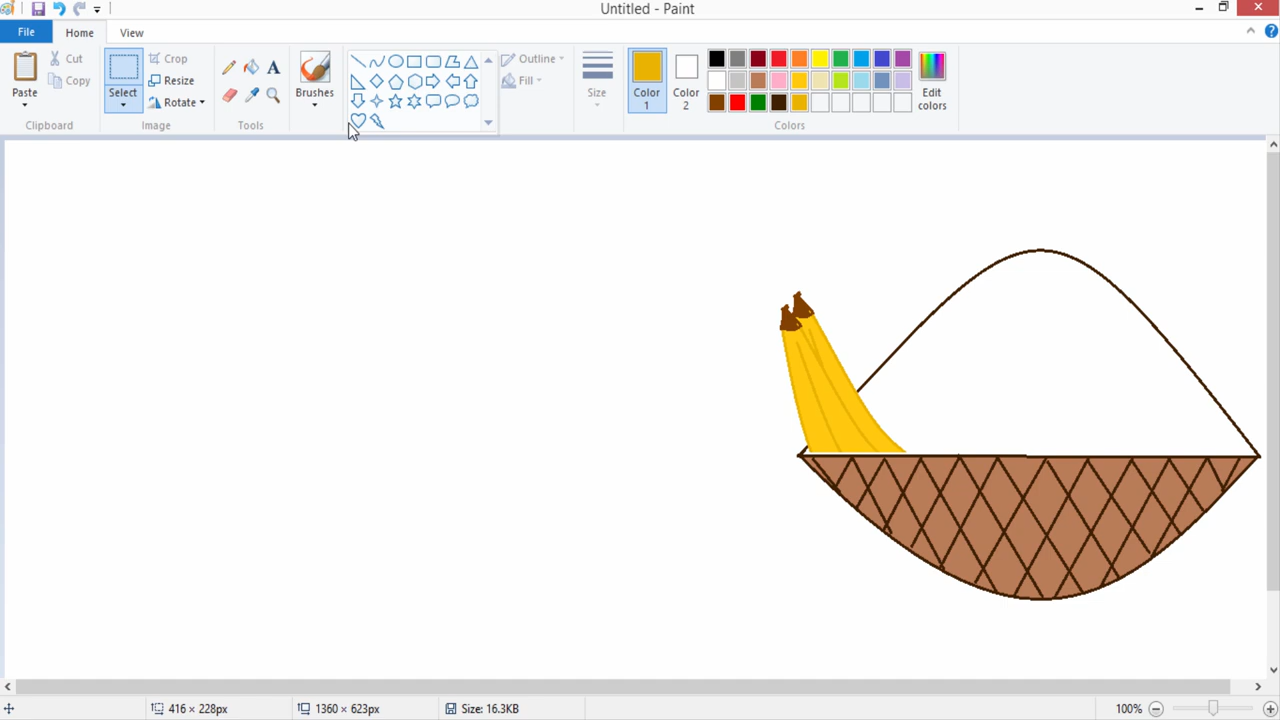 Untitled - Paint
File
Home
View
Paste
Cut
Copy
Clipboard
Select
Crop
Resize
Rotate
Image
A
Tools
Brushes
Outline
Fill
Size
Color 1
Color 2
Edit colors
Colors
416 × 228px
1360 × 623px
Size: 16.3KB
100%